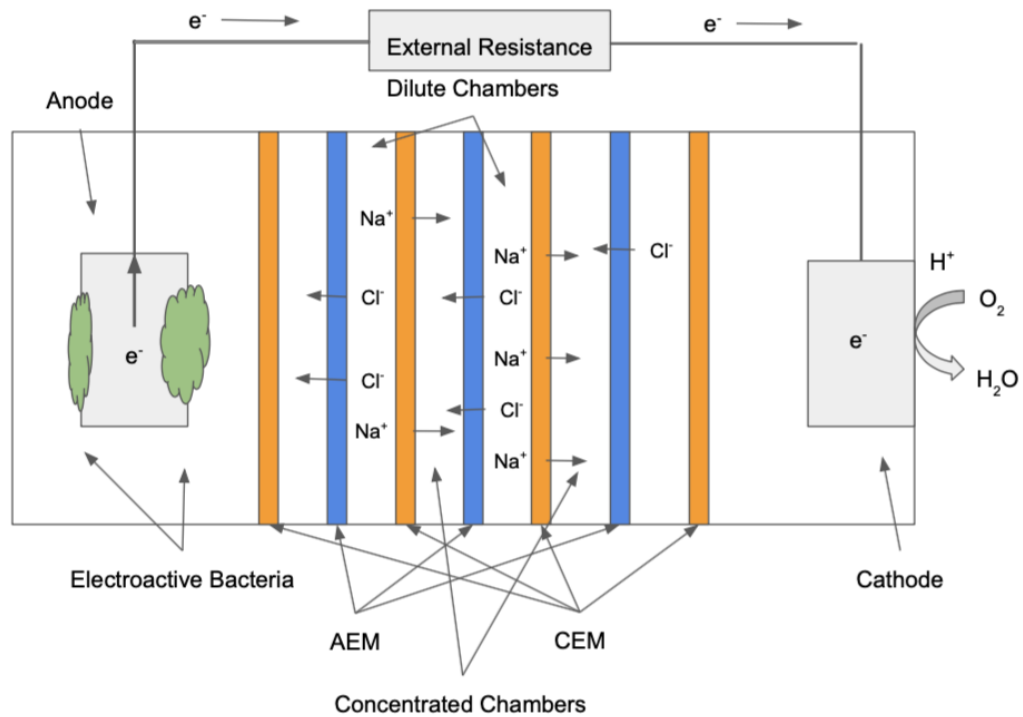 e⁻
e⁻
External Resistance
Dilute Chambers
Anode
Na⁺
Na⁺
Cl⁻
H⁺
Cl⁻
Cl⁻
O₂
e⁻
e⁻
Na⁺
Cl⁻
H₂O
Cl⁻
Na⁺
Na⁺
Electroactive Bacteria
Cathode
AEM
CEM
Concentrated Chambers